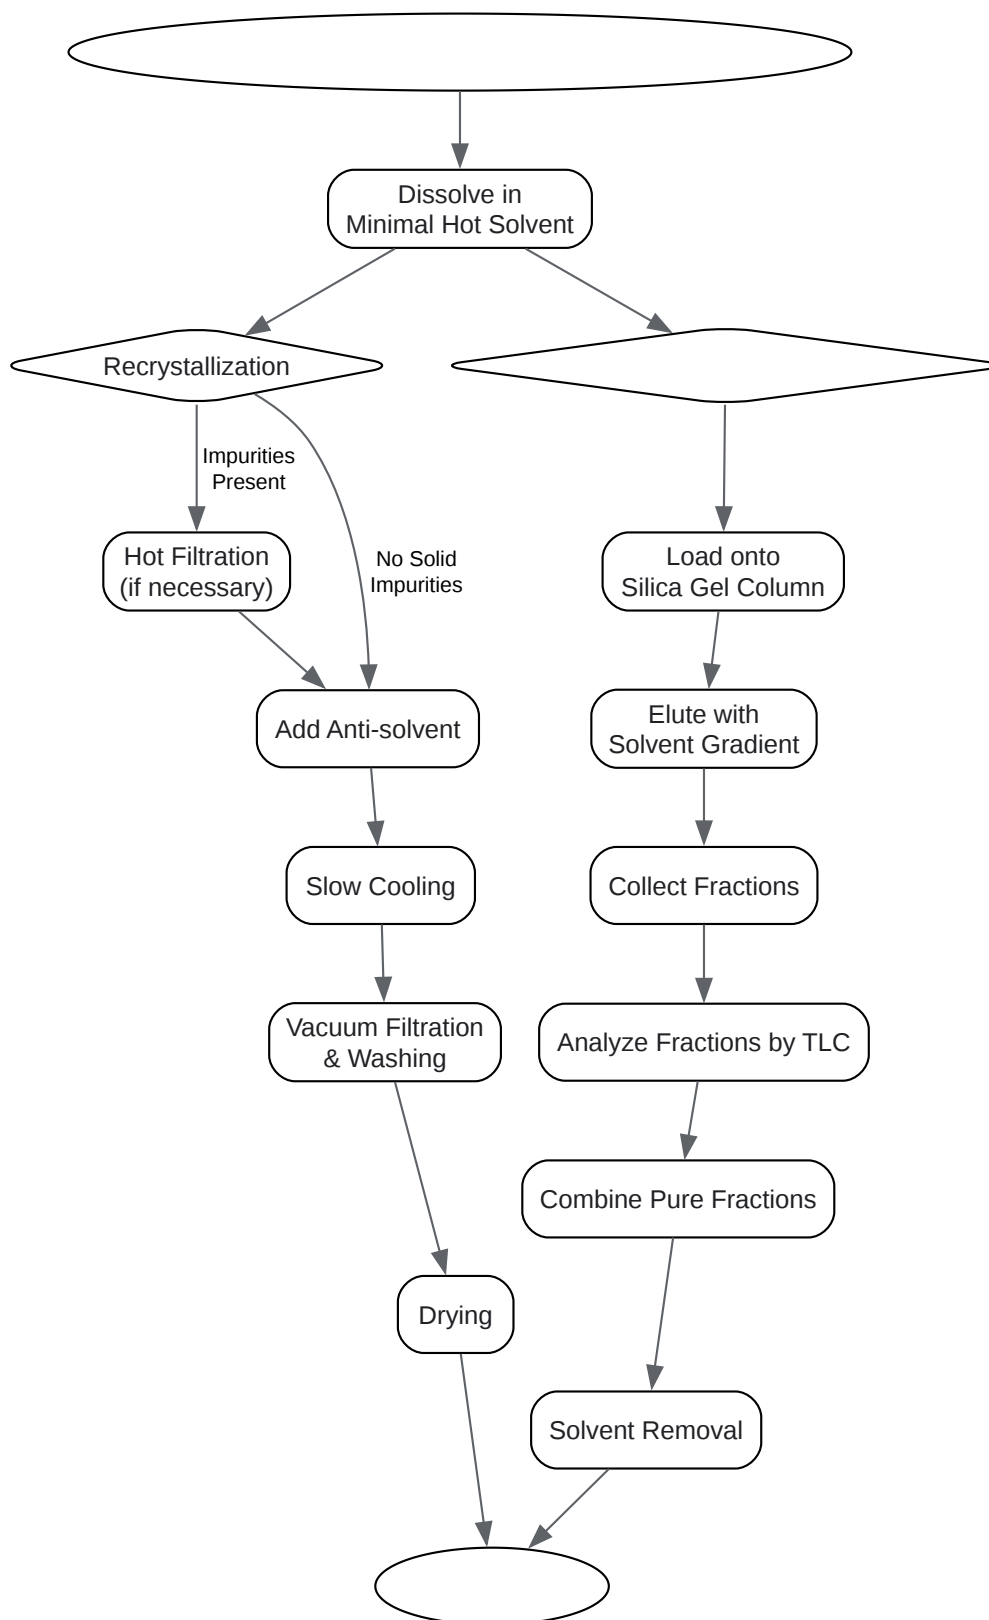 Dissolve in
Minimal Hot Solvent
Recrystallization
Impurities
Present
No Solid
Impurities
Hot Filtration
(if necessary)
Load onto
Silica Gel Column
Add Anti-solvent
Elute with
Solvent Gradient
Slow Cooling
Collect Fractions
Vacuum Filtration
& Washing
Analyze Fractions by TLC
Combine Pure Fractions
Drying
Solvent Removal